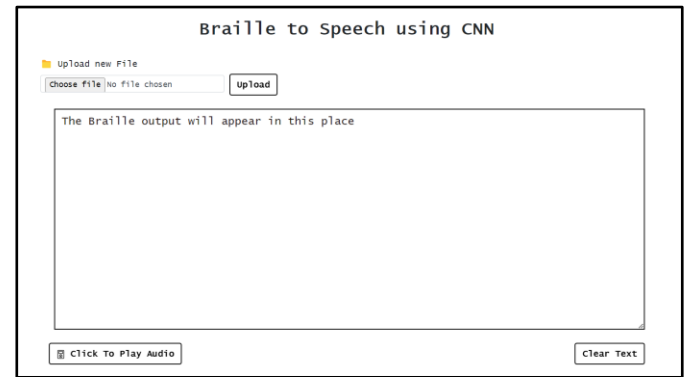 Braille to Speech using CNN
Upload new File
Choose file No file chosen Upload
The Braille output will appear in this place
Click To Play Audio Clear Text